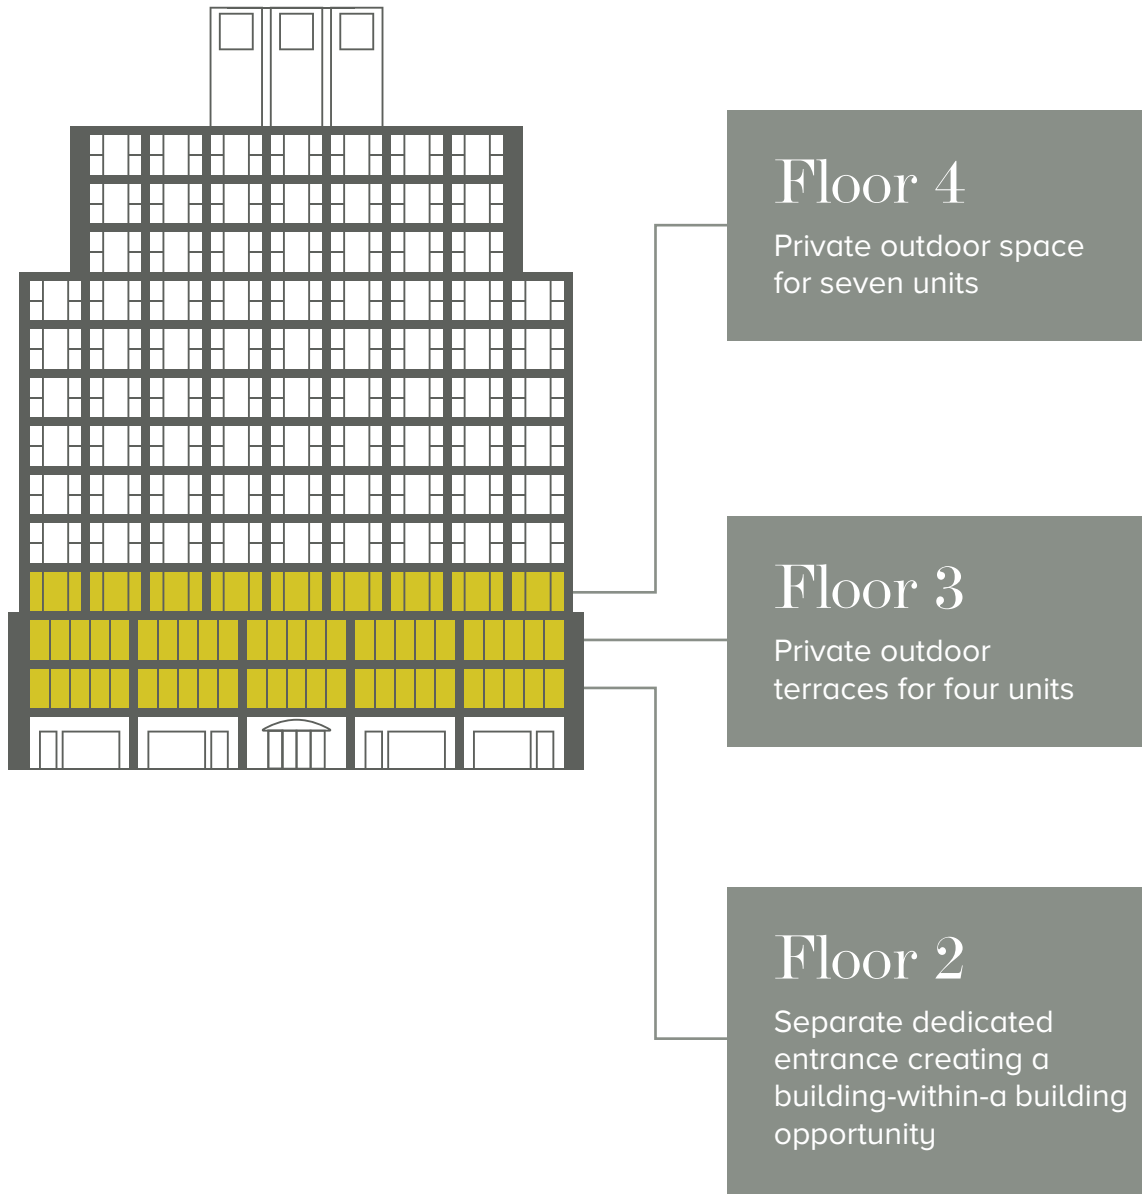 Floor 4
Private outdoor space
for seven units
Floor 3
Private outdoor
terraces for four units
Floor 2
Separate dedicated
entrance creating a
building-within-a building
opportunity